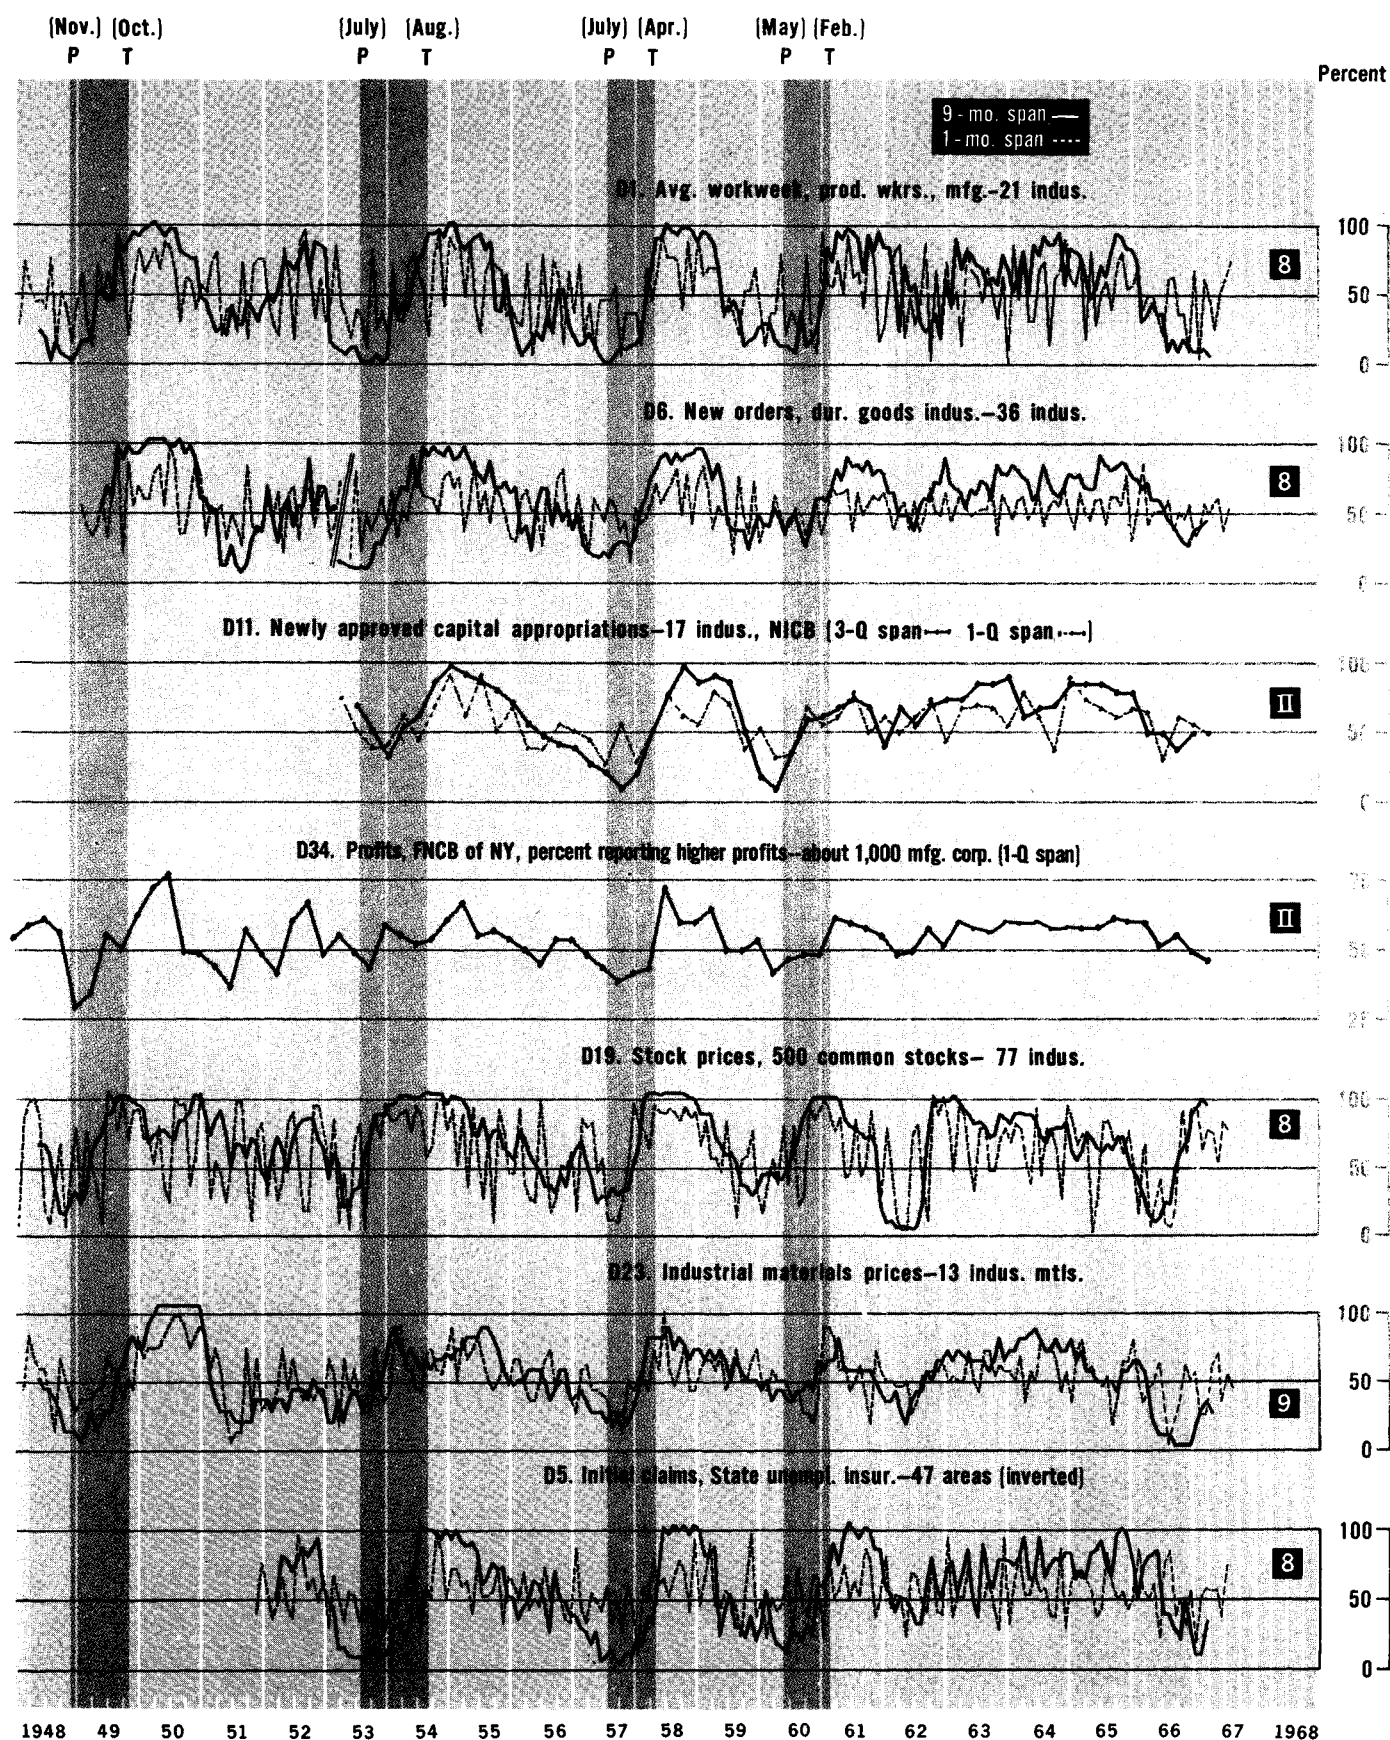 (Nov.) (Oct.) (July) (Aug.) (July) (Apr.) (May) (Feb.)
P T P T P T P T
Percent
9-mo. span
1-mo. span
D1. Avg. workweek, prod. wkrs., mfg.–21 indus.
100
8
50
0
D6. New orders, dur. goods indus.–36 indus.
100
8
50
0
D11. Newly approved capital appropriations–17 indus., NICB (3-Q span 1-Q span)
100
II
50
0
D34. Profits, FNCB of NY, percent reporting higher profits–about 1,000 mfg. corp. (1-Q span)
75
II
50
25
D19. Stock prices, 500 common stocks– 77 indus.
100
8
50
0
D23. Industrial materials prices–13 indus. mtls.
100
50
9
0
D5. Initial claims, State unempl. insur.–47 areas (inverted)
100
8
50
0
1948 49 50 51 52 53 54 55 56 57 58 59 60 61 62 63 64 65 66 67 1968